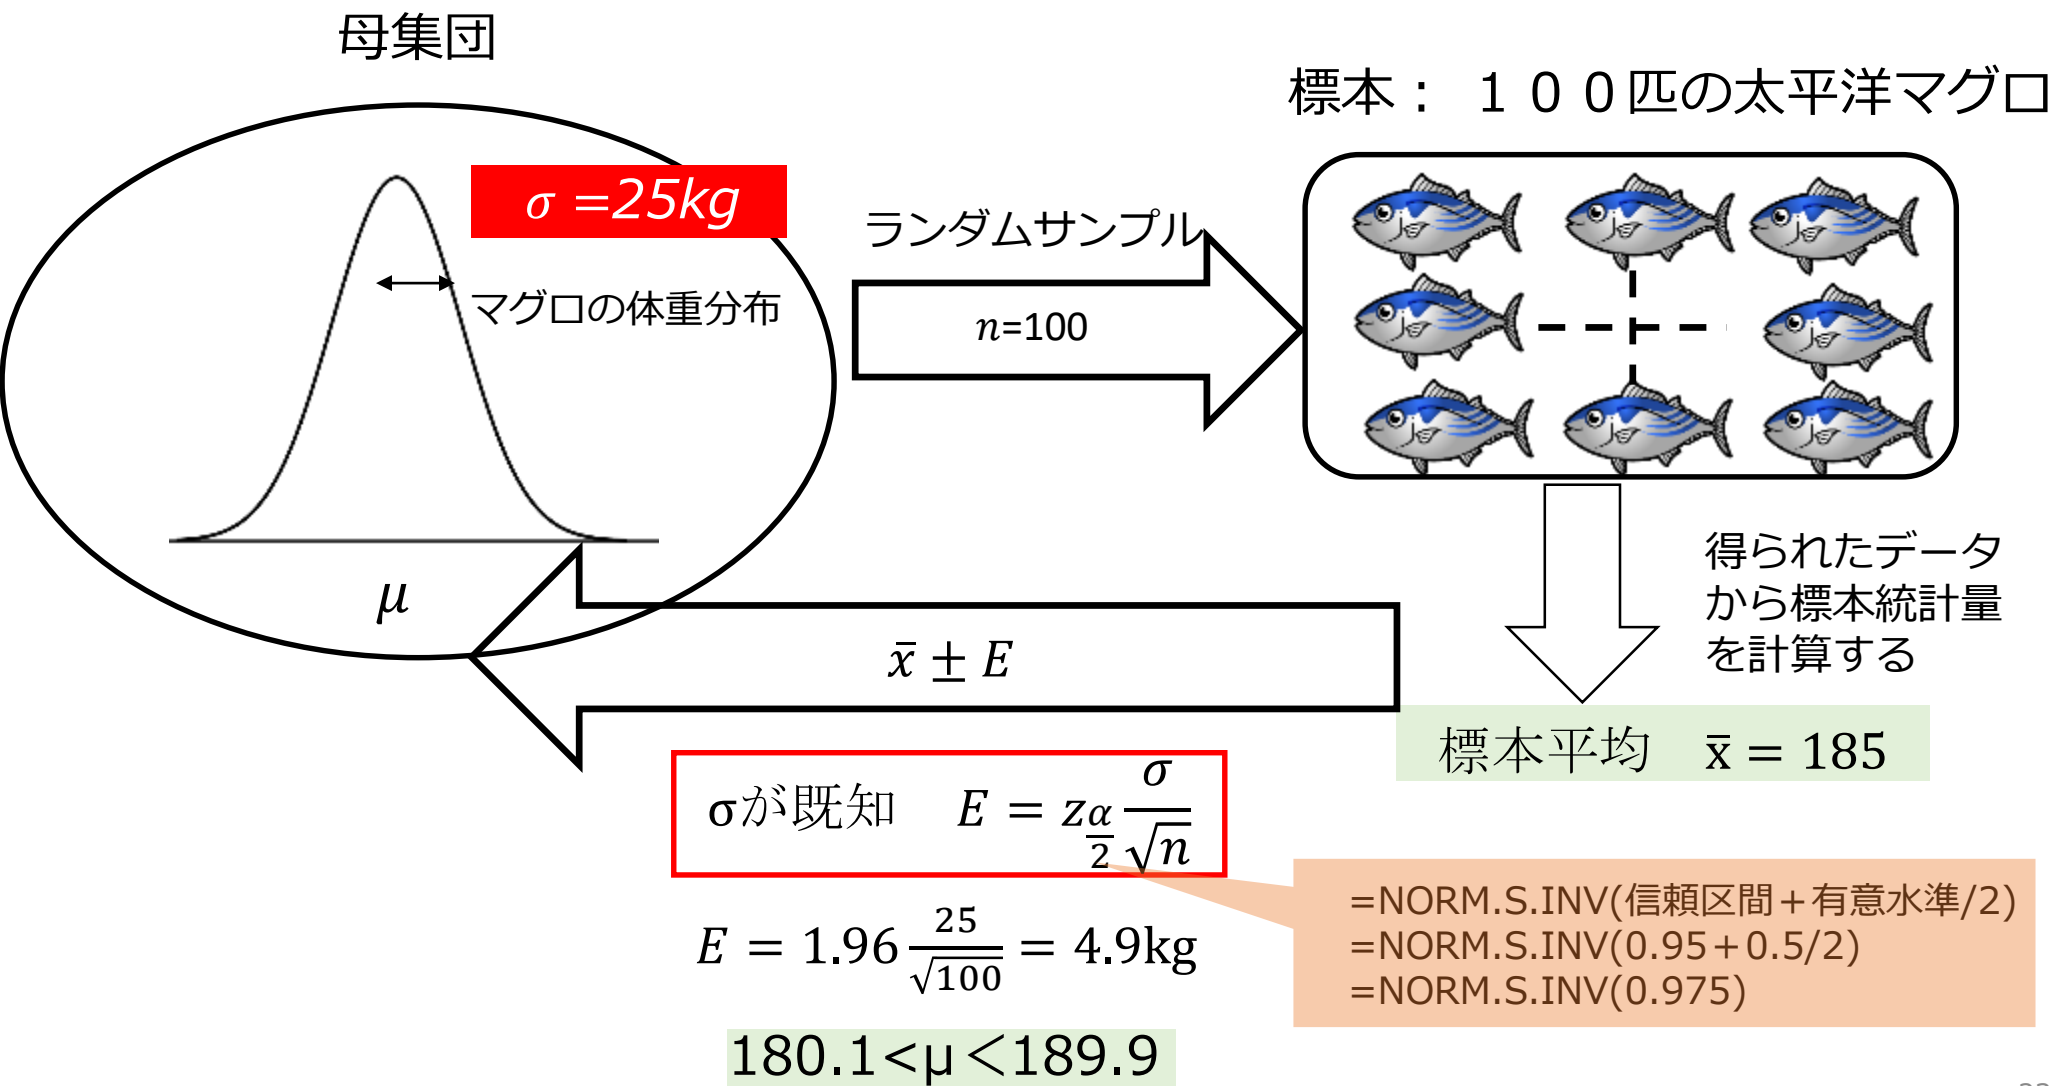 母集団
標本： １００匹の太平洋マグロ
σ =25kg
マグロの体重分布
ランダムサンプル
n=100
μ
得られたデータ
から標本統計量
を計算する
x̄ ± E
標本平均 x̄ = 185
σが既知 E = z_{α/2} σ/√n
=NORM.S.INV(信頼区間＋有意水準/2)
=NORM.S.INV(0.95＋0.5/2)
=NORM.S.INV(0.975)
E = 1.96 25/√100 = 4.9kg
180.1<μ＜189.9